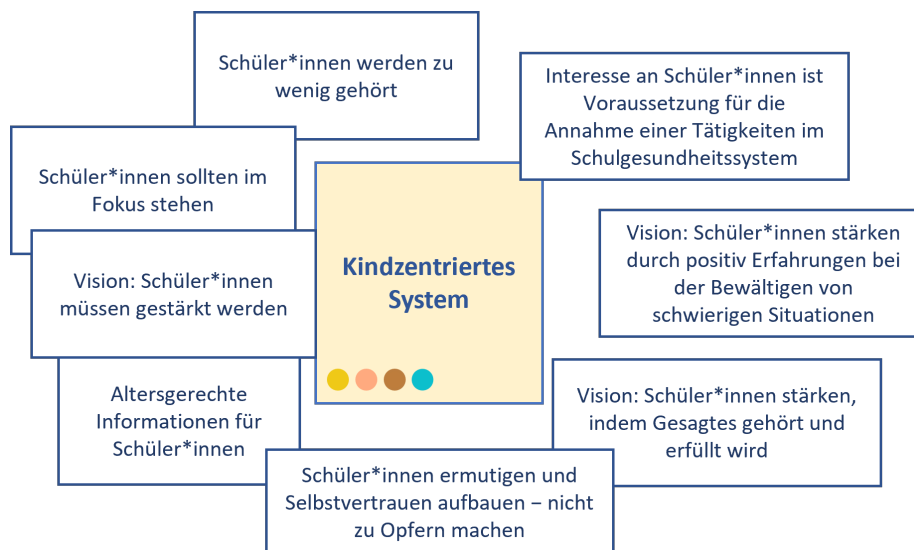 Schüler*innen werden zu
wenig gehört
Interesse an Schüler*innen ist
Voraussetzung für die
Annahme einer Tätigkeiten im
Schulgesundheitssystem
Schüler*innen sollten im
Fokus stehen
Kindzentriertes
System
Vision: Schüler*innen stärken
durch positiv Erfahrungen bei
der Bewältigen von
schwierigen Situationen
Vision: Schüler*innen
müssen gestärkt werden
Altersgerechte
Informationen für
Schüler*innen
Vision: Schüler*innen stärken,
indem Gesagtes gehört und
erfüllt wird
Schüler*innen ermutigen und
Selbstvertrauen aufbauen – nicht
zu Opfern machen